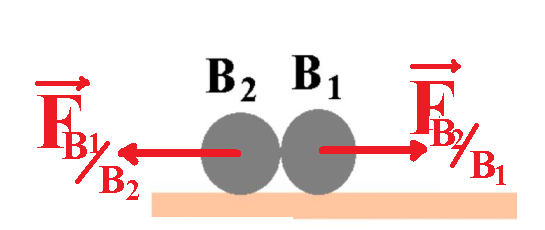 B₂ B₁
F⃗ B1/B2
F⃗ B2/B1